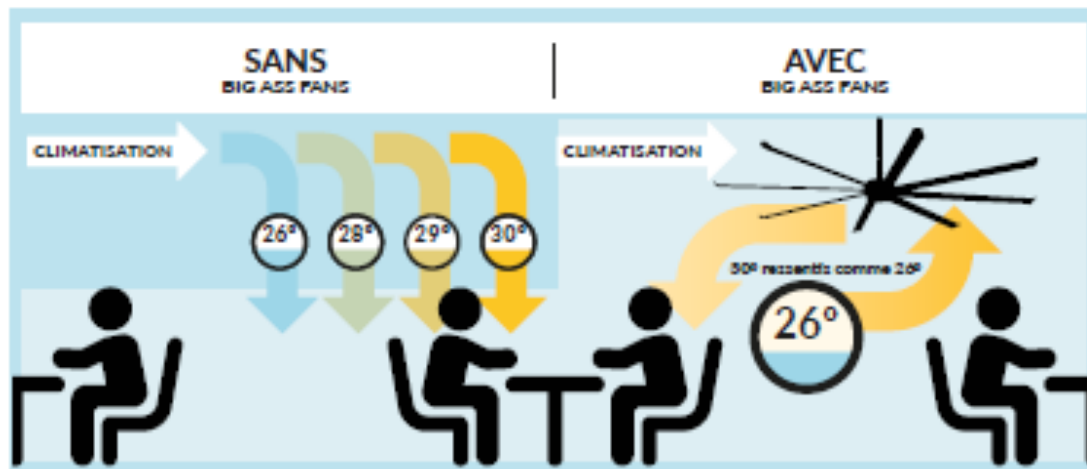 SANS
BIG ASS FANS
AVEC
BIG ASS FANS
CLIMATISATION
26°
28°
29°
30°
CLIMATISATION
30° ressentis comme 26°
26°